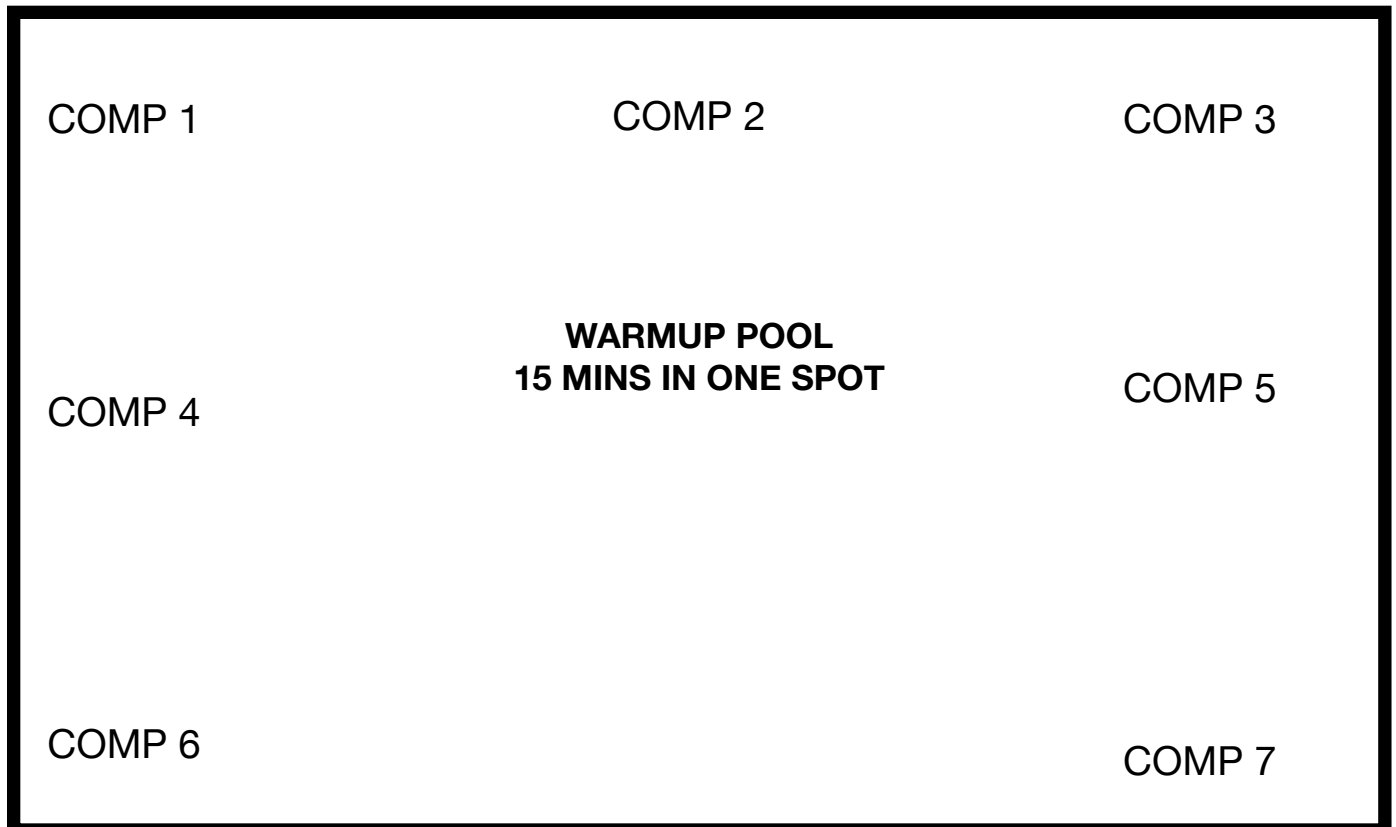 COMP 1
COMP 2
COMP 3
WARMUP POOL
15 MINS IN ONE SPOT
COMP 4
COMP 5
COMP 6
COMP 7